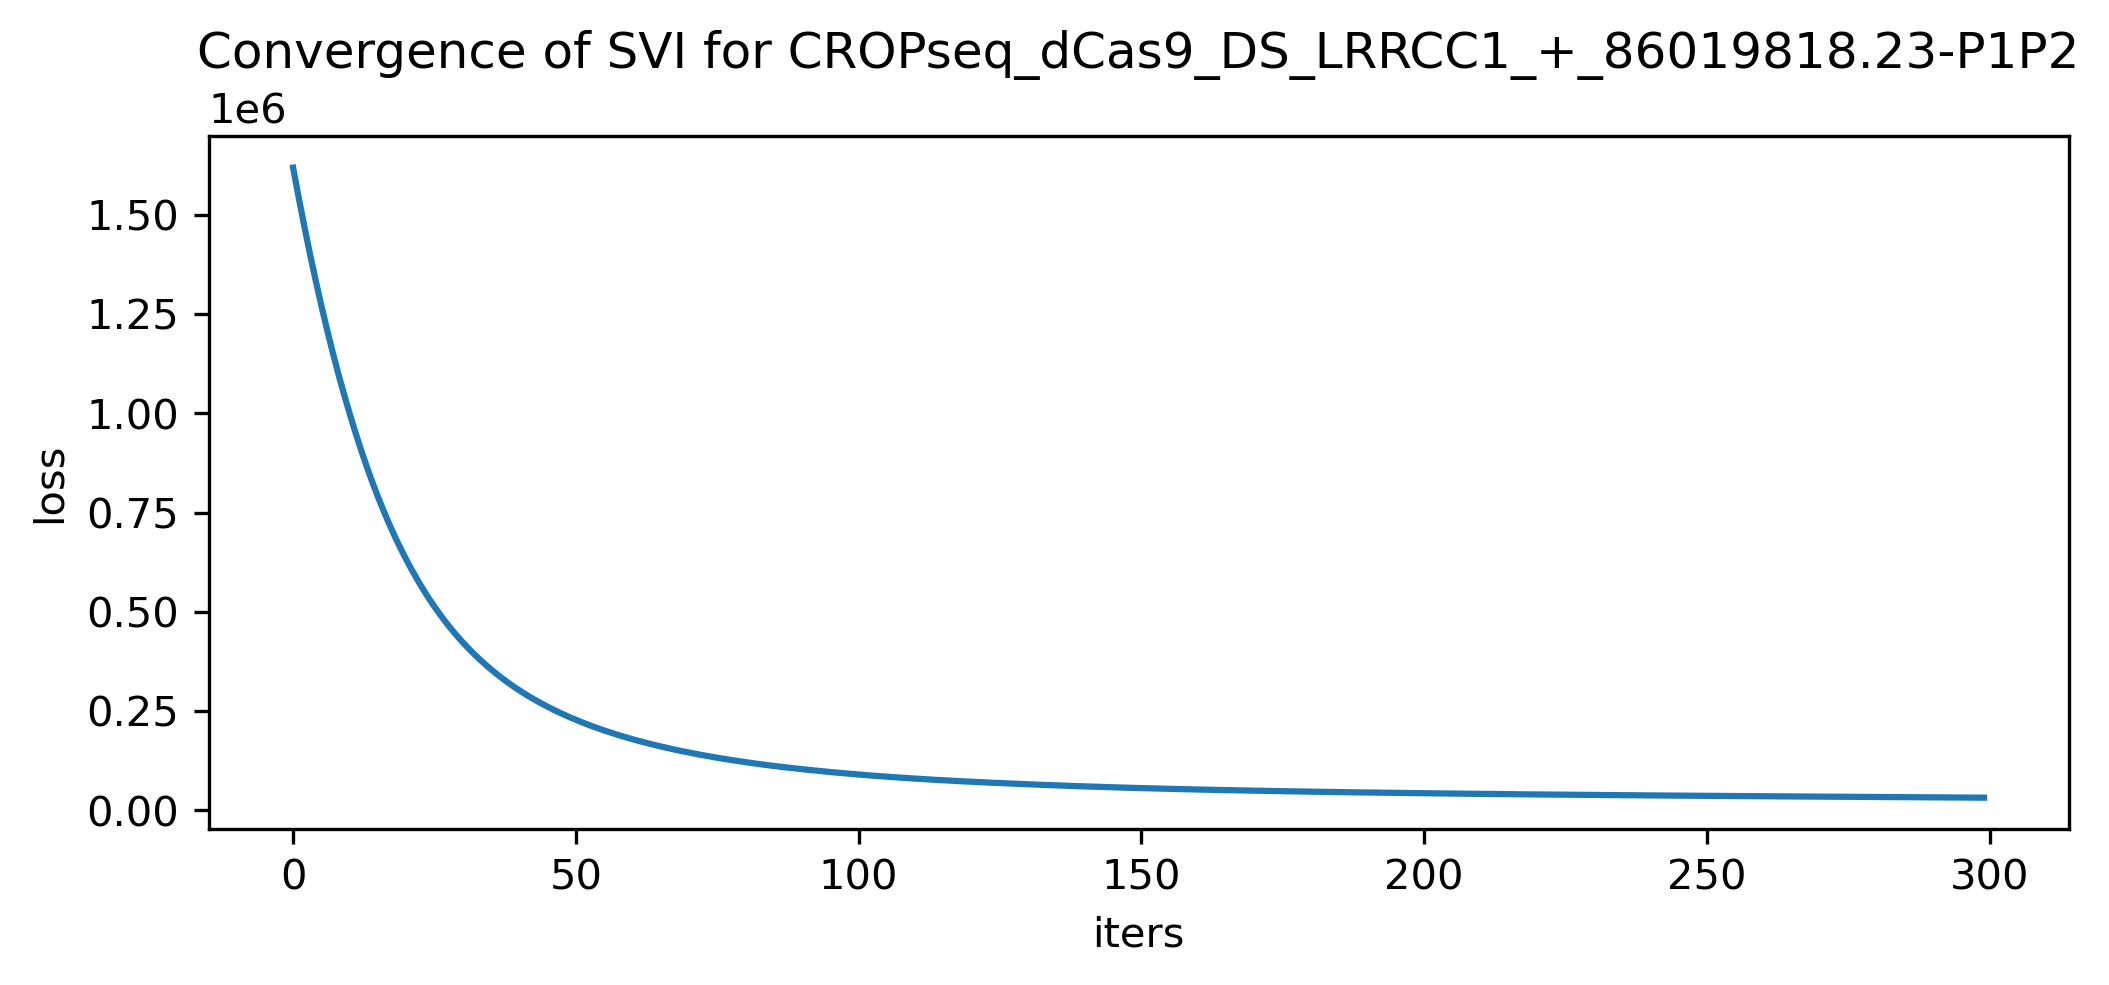 Convergence of SVI for CROPseq_dCas9_DS_LRRCC1_+_86019818.23-P1P2
1e6
1.50
1.25
1.00
0.75
0.50
0.25
0.00
loss
0 50 100 150 200 250 300
iters